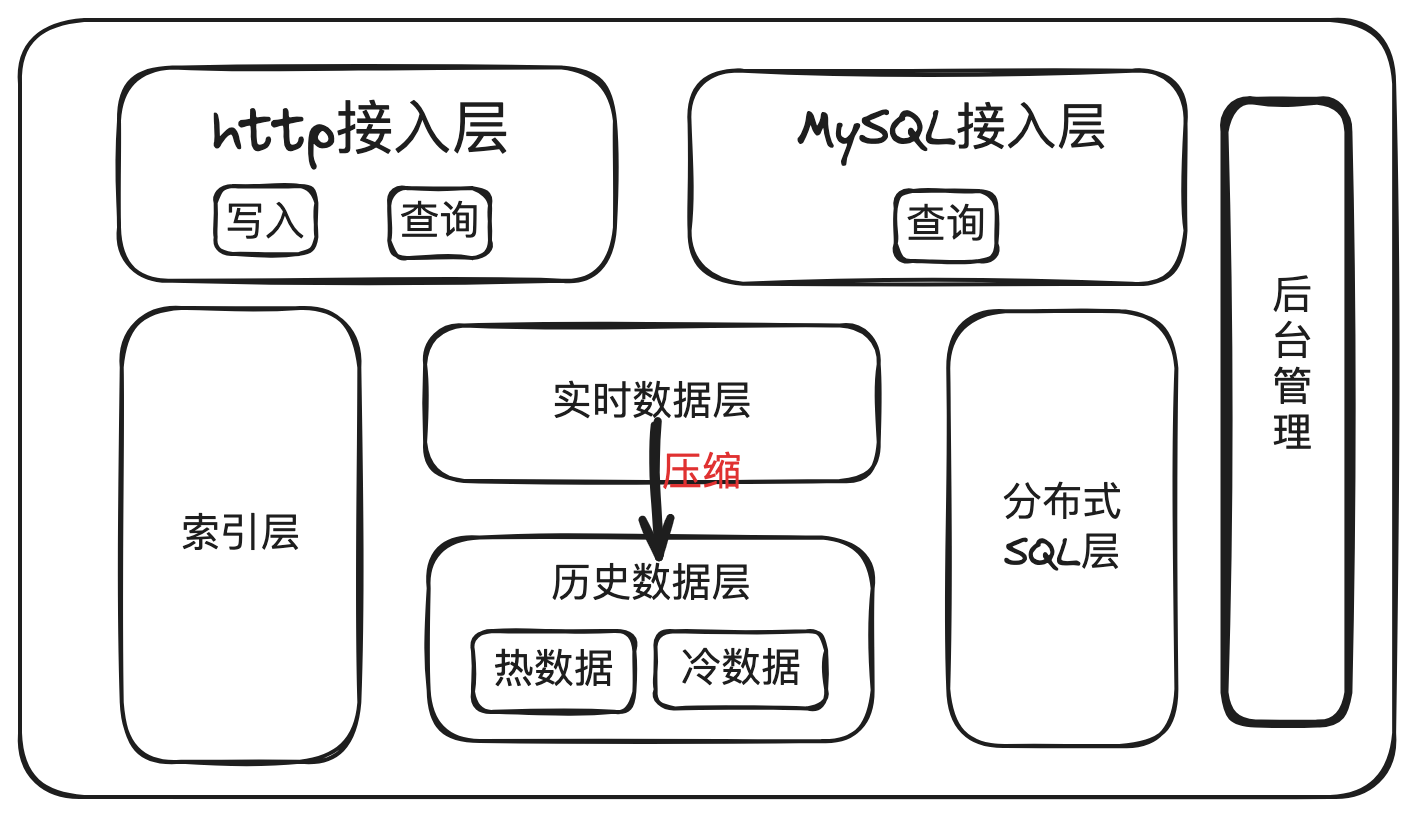 http接入层
写入
查询
MySQL接入层
查询
后
台
管
理
索引层
实时数据层
压缩
历史数据层
热数据
冷数据
分布式
SQL层